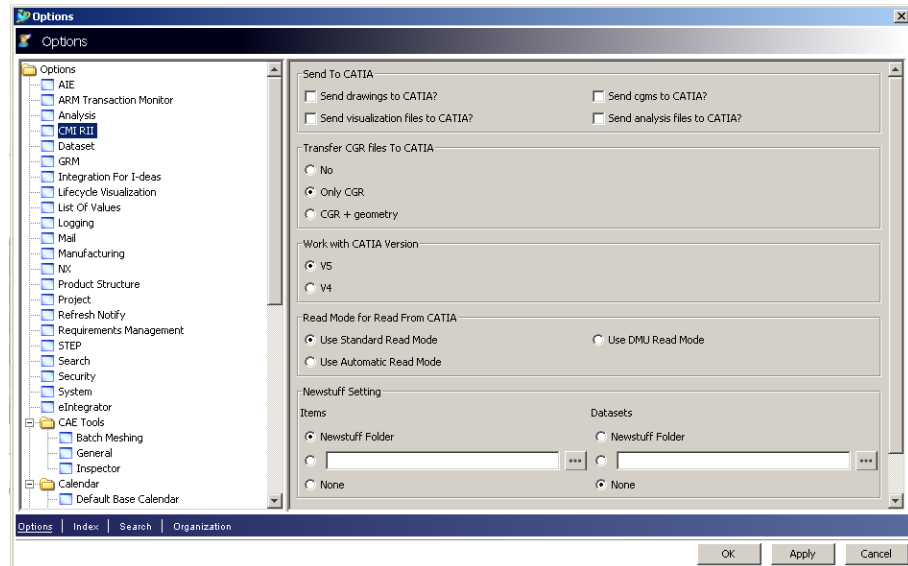 Options
Options
Options
AIE
ARM Transaction Monitor
Analysis
CMI RII
Dataset
GRM
Integration For I-deas
Lifecycle Visualization
List Of Values
Logging
Mail
Manufacturing
NX
Product Structure
Project
Refresh Notify
Requirements Management
STEP
Search
Security
System
eIntegrator
CAE Tools
Batch Meshing
General
Inspector
Calendar
Default Base Calendar
Send To CATIA
Send drawings to CATIA? Send cgms to CATIA?
Send visualization files to CATIA? Send analysis files to CATIA?
Transfer CGR files To CATIA
No
Only CGR
CGR + geometry
Work with CATIA Version
V5
V4
Read Mode for Read From CATIA
Use Standard Read Mode Use DMU Read Mode
Use Automatic Read Mode
Newstuff Setting
Items Datasets
Newstuff Folder Newstuff Folder
... ...
None None
Options | Index | Search | Organization
OK Apply Cancel